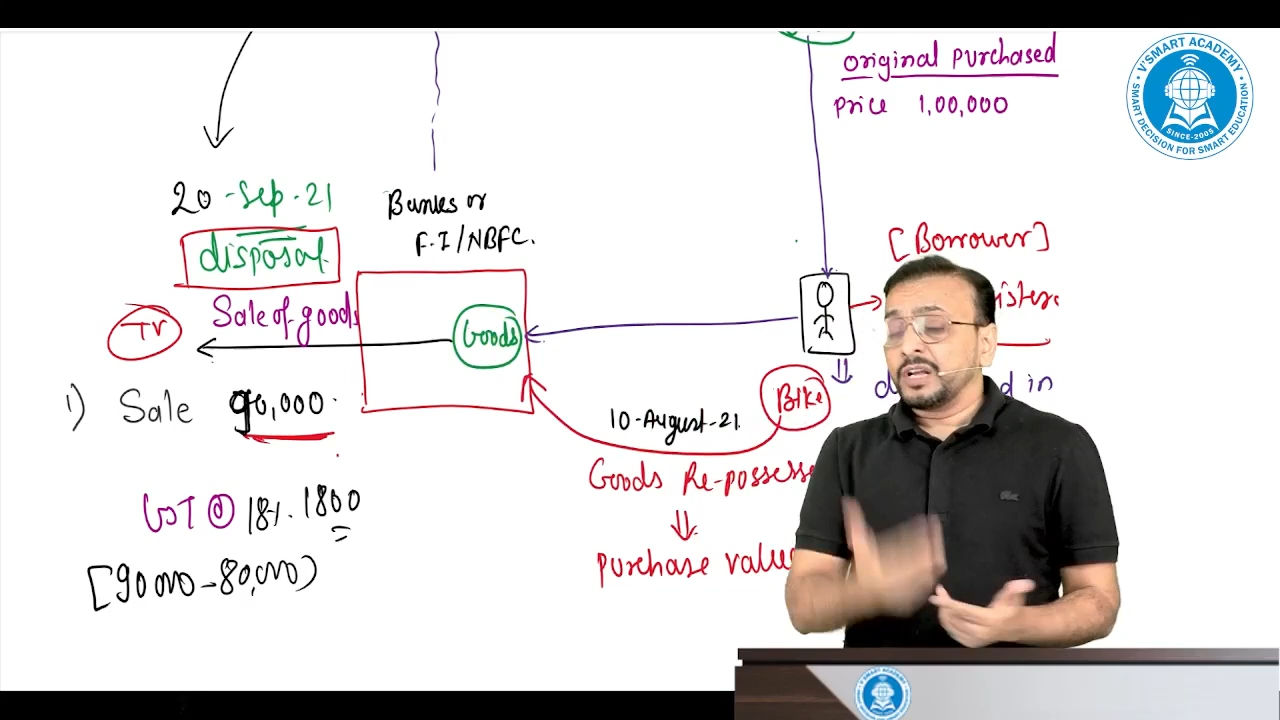 original purchased
Price 1,00,000
V'SMART ACADEMY
SMART DECISION FOR SMART EDUCATION
SINCE-2005
20-Sep-21
disposal
Banks or
F.I/NBFC.
[Borrower]
Sale of goods
TV
Goods
1) Sale 90,000
Bike
10-August-21
Goods Re-possesse
GST @ 18%. 1800
Purchase value
[90000-80,000)